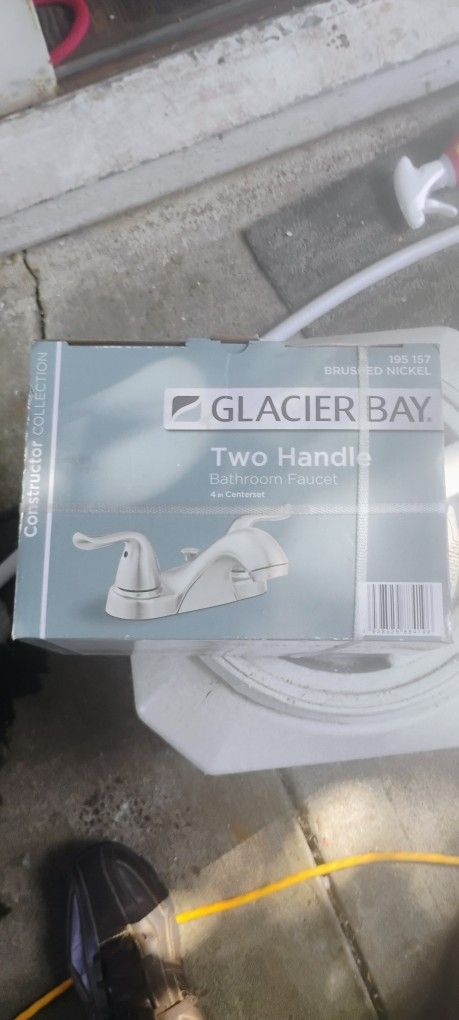 195 157
BRUSHED NICKEL
GLACIER BAY®
Two Handle
Bathroom Faucet
4 in Centerset
Constructor COLLECTION